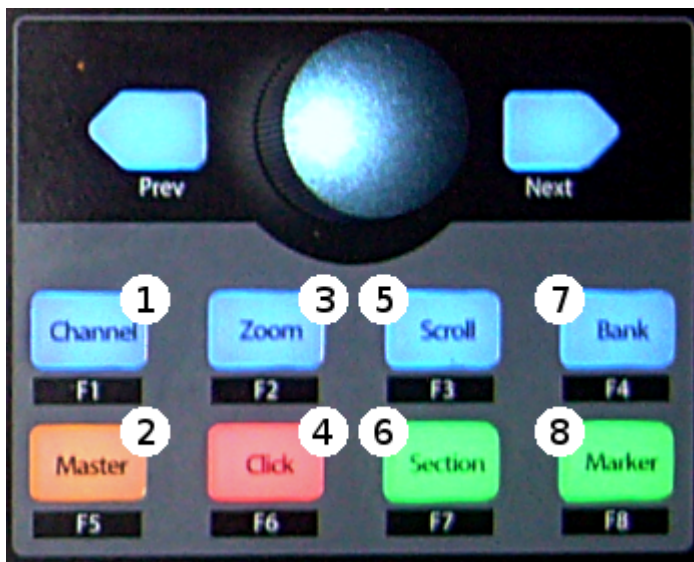 Prev
Next
1
3
5
7
Channel
Zoom
Scroll
Bank
F1
F2
F3
F4
2
4
6
8
Master
Click
Section
Marker
F5
F6
F7
F8